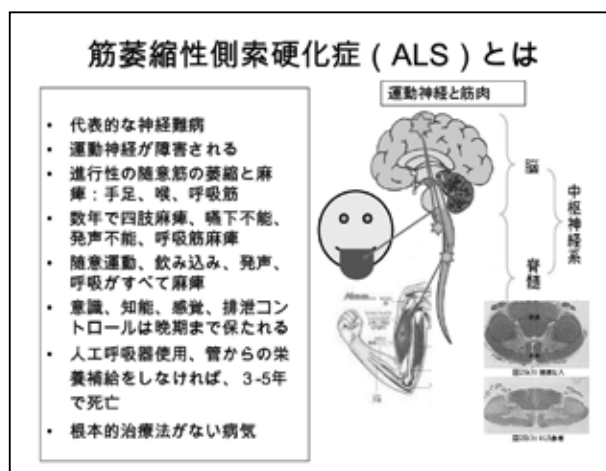 筋萎縮性側索硬化症（ALS）とは
• 代表的な神経難病
• 運動神経が障害される
• 進行性の随意筋の萎縮と麻
痺：手足、喉、呼吸筋
• 数年で四肢麻痺、嚥下不能、
発声不能、呼吸筋麻痺
• 随意運動、飲み込み、発声、
呼吸がすべて麻痺
• 意識、知能、感覚、排泄コン
トロールは晩期まで保たれる
• 人工呼吸器使用、管からの栄
養補給をしなければ、３-5年
で死亡
• 根本的治療法がない病気
運動神経と筋肉
脳
中枢神経系
脊髄